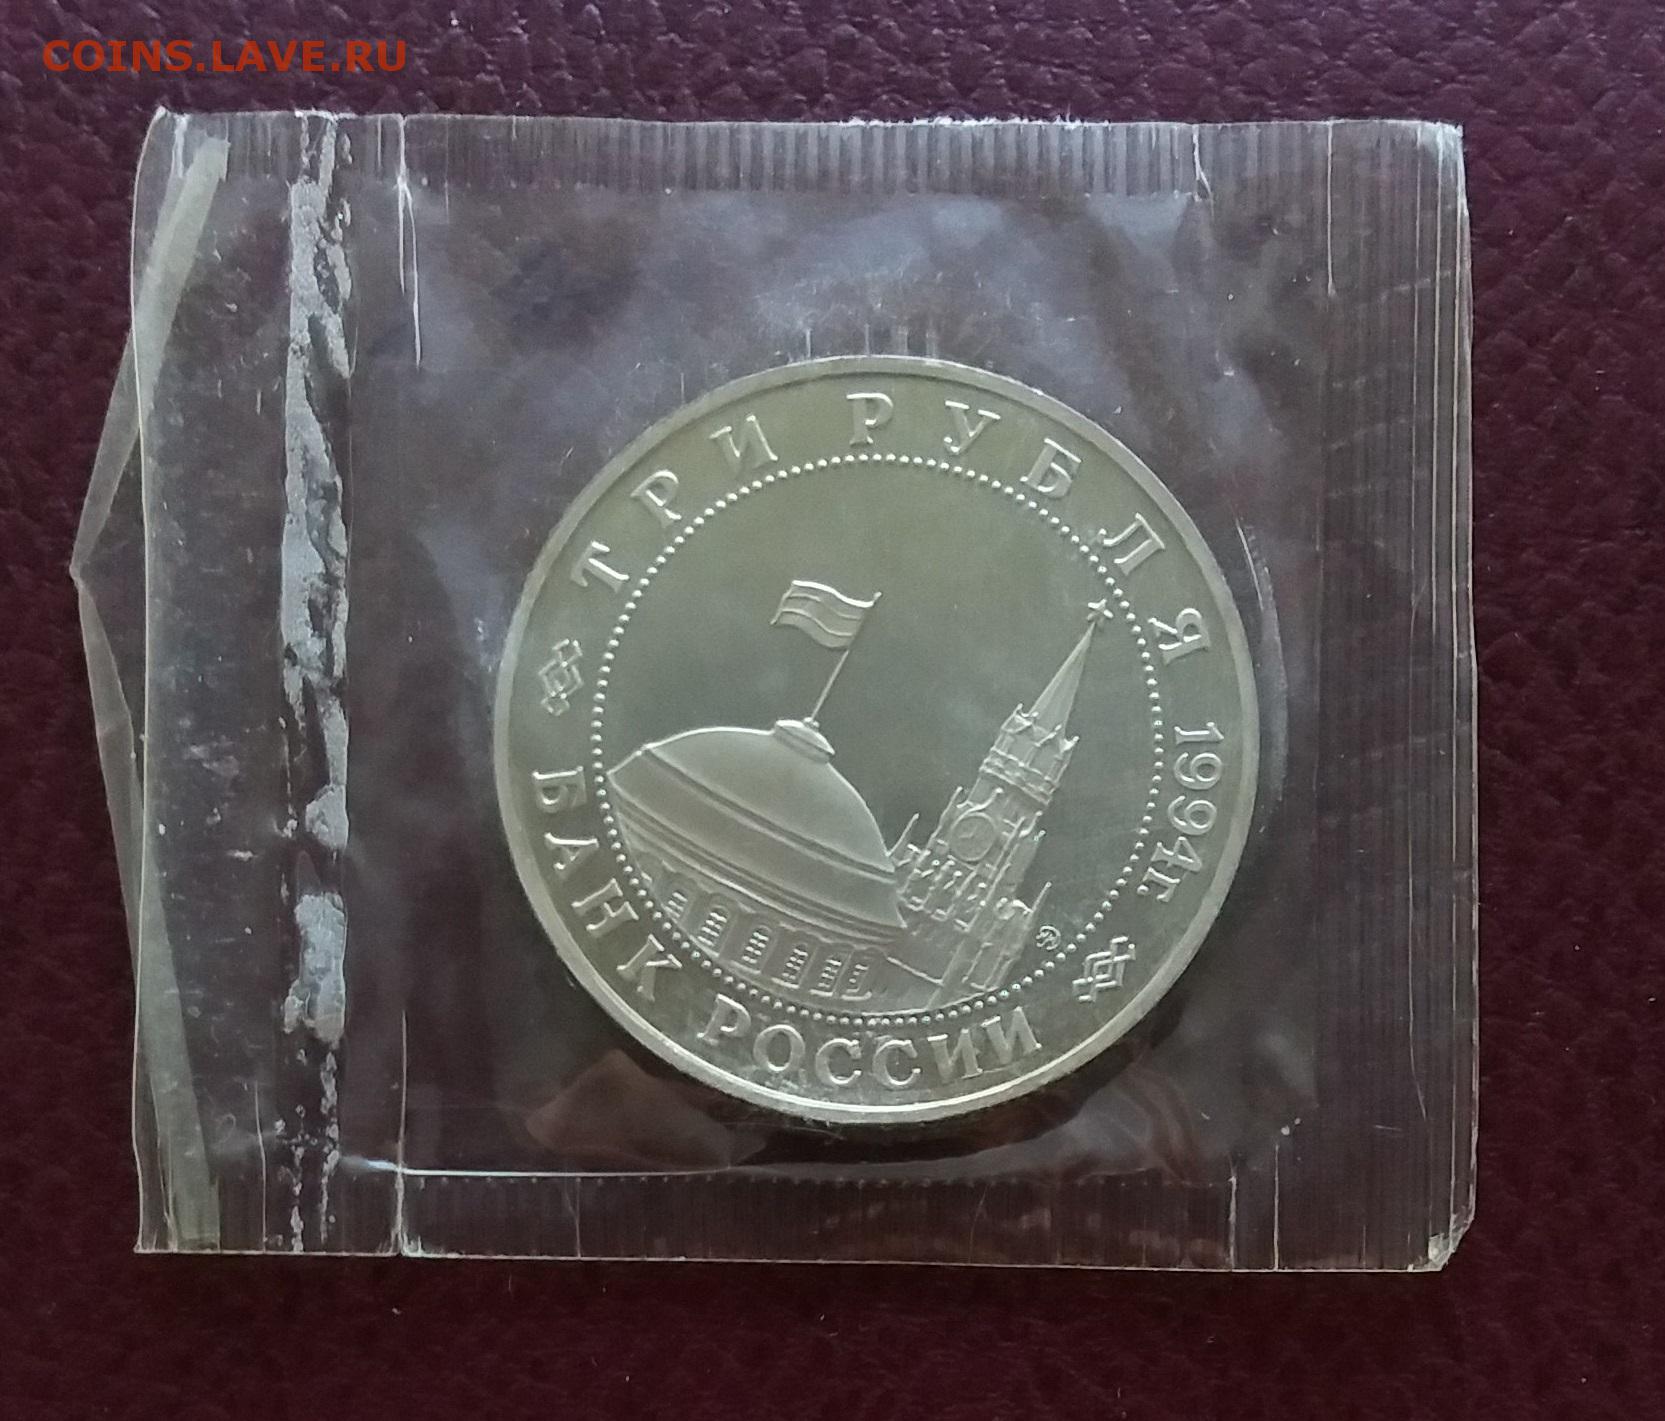 COINS.LAVE.RU
ТРИ РУБЛЯ 1994г.
БАНК РОССИИ